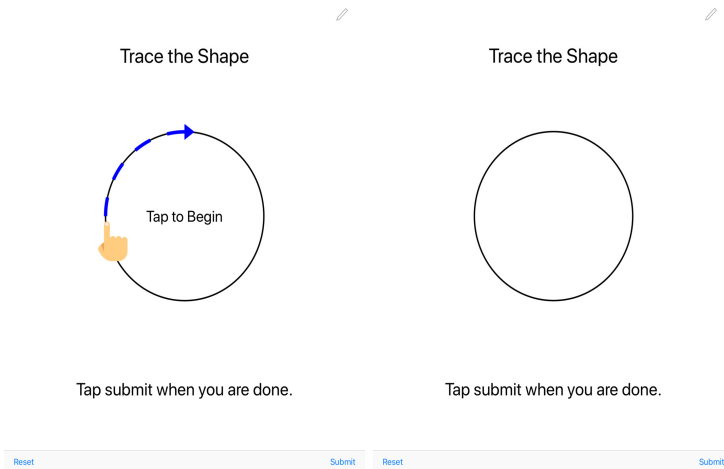 Trace the Shape
Tap to Begin
Tap submit when you are done.
Reset
Submit
Trace the Shape
Tap submit when you are done.
Reset
Submit